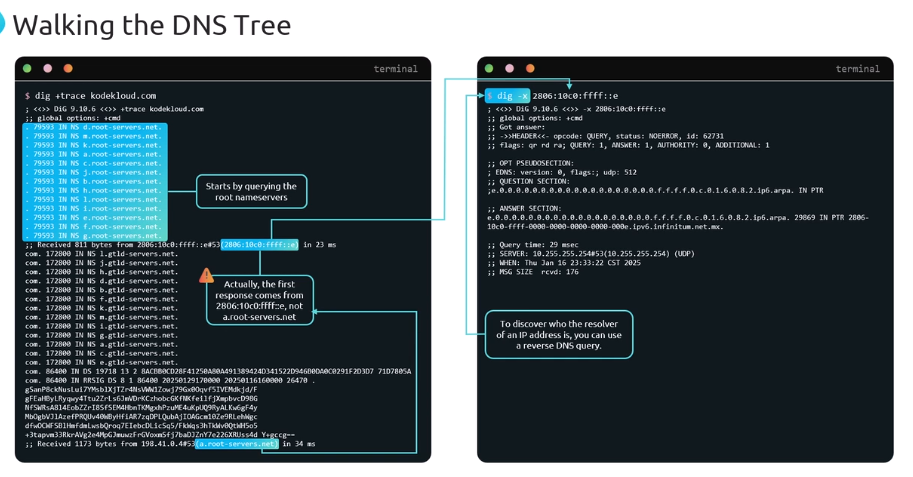 Walking the DNS Tree
terminal
$ dig +trace kodekloud.com
; <<>> DiG 9.10.6 <<>> +trace kodekloud.com
;; global options: +cmd
. 79593 IN NS d.root-servers.net.
. 79593 IN NS m.root-servers.net.
. 79593 IN NS k.root-servers.net.
. 79593 IN NS a.root-servers.net.
. 79593 IN NS c.root-servers.net.
. 79593 IN NS j.root-servers.net.
. 79593 IN NS b.root-servers.net.
. 79593 IN NS h.root-servers.net.
. 79593 IN NS l.root-servers.net.
. 79593 IN NS i.root-servers.net.
. 79593 IN NS e.root-servers.net.
. 79593 IN NS f.root-servers.net.
. 79593 IN NS g.root-servers.net.
Starts by querying the
root nameservers
;; Received 811 bytes from 2806:10c0:ffff::e#53(2806:10c0:ffff::e) in 23 ms
com. 172800 IN NS l.gtld-servers.net.
com. 172800 IN NS j.gtld-servers.net.
com. 172800 IN NS h.gtld-servers.net.
com. 172800 IN NS d.gtld-servers.net.
com. 172800 IN NS b.gtld-servers.net.
com. 172800 IN NS f.gtld-servers.net.
com. 172800 IN NS k.gtld-servers.net.
com. 172800 IN NS m.gtld-servers.net.
com. 172800 IN NS i.gtld-servers.net.
com. 172800 IN NS g.gtld-servers.net.
com. 172800 IN NS a.gtld-servers.net.
com. 172800 IN NS c.gtld-servers.net.
com. 172800 IN NS e.gtld-servers.net.
Actually, the first
response comes from
2806:10c0:ffff::e, not
a.root-servers.net
com. 86400 IN DS 19718 13 2 8ACBB0CD28F41250A80A491389424D341522D946B0DA0C0291F2D3D7 71D7805A
com. 86400 IN RRSIG DS 8 1 86400 20250129170000 20250116160000 26470 .
;; Received 1173 bytes from 198.41.0.4#53(a.root-servers.net) in 34 ms
terminal
$ dig -x 2806:10c0:ffff::e
; <<>> DiG 9.10.6 <<>> -x 2806:10c0:ffff::e
;; global options: +cmd
;; Got answer:
;; ->>HEADER<<- opcode: QUERY, status: NOERROR, id: 62731
;; flags: qr rd ra; QUERY: 1, ANSWER: 1, AUTHORITY: 0, ADDITIONAL: 1
;; OPT PSEUDOSECTION:
; EDNS: version: 0, flags:; udp: 512
;; QUESTION SECTION:
;e.0.0.0.0.0.0.0.0.0.0.0.0.0.0.0.0.0.0.0.f.f.f.f.0.c.0.1.6.0.8.2.ip6.arpa. IN PTR
;; ANSWER SECTION:
e.0.0.0.0.0.0.0.0.0.0.0.0.0.0.0.0.0.0.0.f.f.f.f.0.c.0.1.6.0.8.2.ip6.arpa. 29869 IN PTR 2806-
10c0-ffff-0000-0000-0000-0000-000e.ipv6.infinitum.net.mx.
;; Query time: 29 msec
;; SERVER: 10.255.255.254#53(10.255.255.254) (UDP)
;; WHEN: Thu Jan 16 23:33:22 CST 2025
;; MSG SIZE rcvd: 176
To discover who the resolver
of an IP address is, you can use
a reverse DNS query.